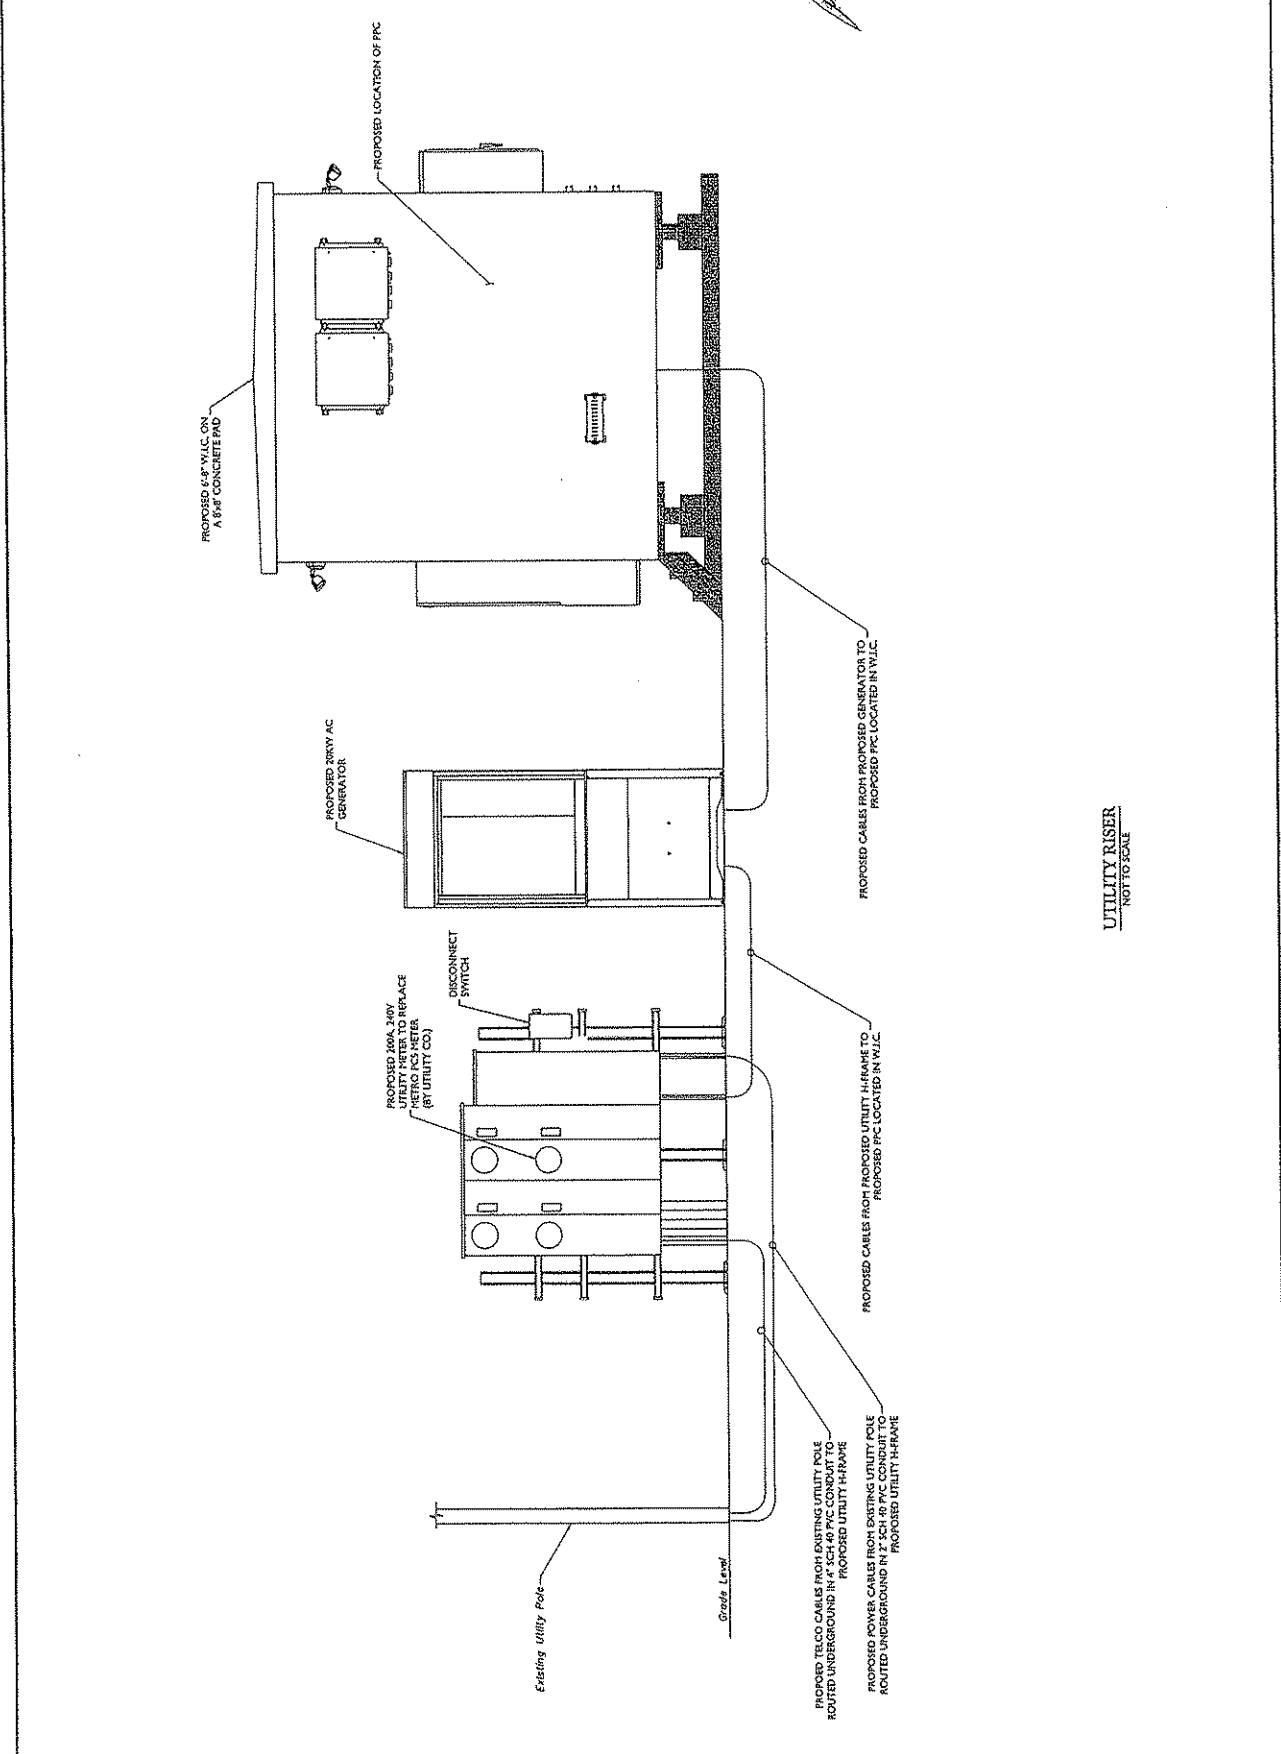 PROPOSED 6'-8" W.I.C. ON
A 8'x8' CONCRETE PAD
PROPOSED LOCATION OF PPC
PROPOSED 20KW AC
GENERATOR
DISCONNECT
SWITCH
PROPOSED 200A, 240V
UTILITY METER TO REPLACE
METRO PCS METER
(BY UTILITY CO.)
Existing Utility Pole
Grade Level
PROPOED TELCO CABLES FROM EXISTING UTILITY POLE
ROUTED UNDERGROUND IN 4" SCH 40 PVC CONDUIT TO
PROPOSED UTILITY H-FRAME
PROPOSED POWER CABLES FROM EXISTING UTILITY POLE
ROUTED UNDERGROUND IN 2" SCH 40 PVC CONDUIT TO
PROPOSED UTILITY H-FRAME
PROPOSED CABLES FROM PROPOSED UTILITY H-FRAME TO
PROPOSED PPC LOCATED IN W.I.C.
PROPOSED CABLES FROM PROPOSED GENERATOR TO
PROPOSED PPC LOCATED IN W.I.C.
UTILITY RISER
NOT TO SCALE